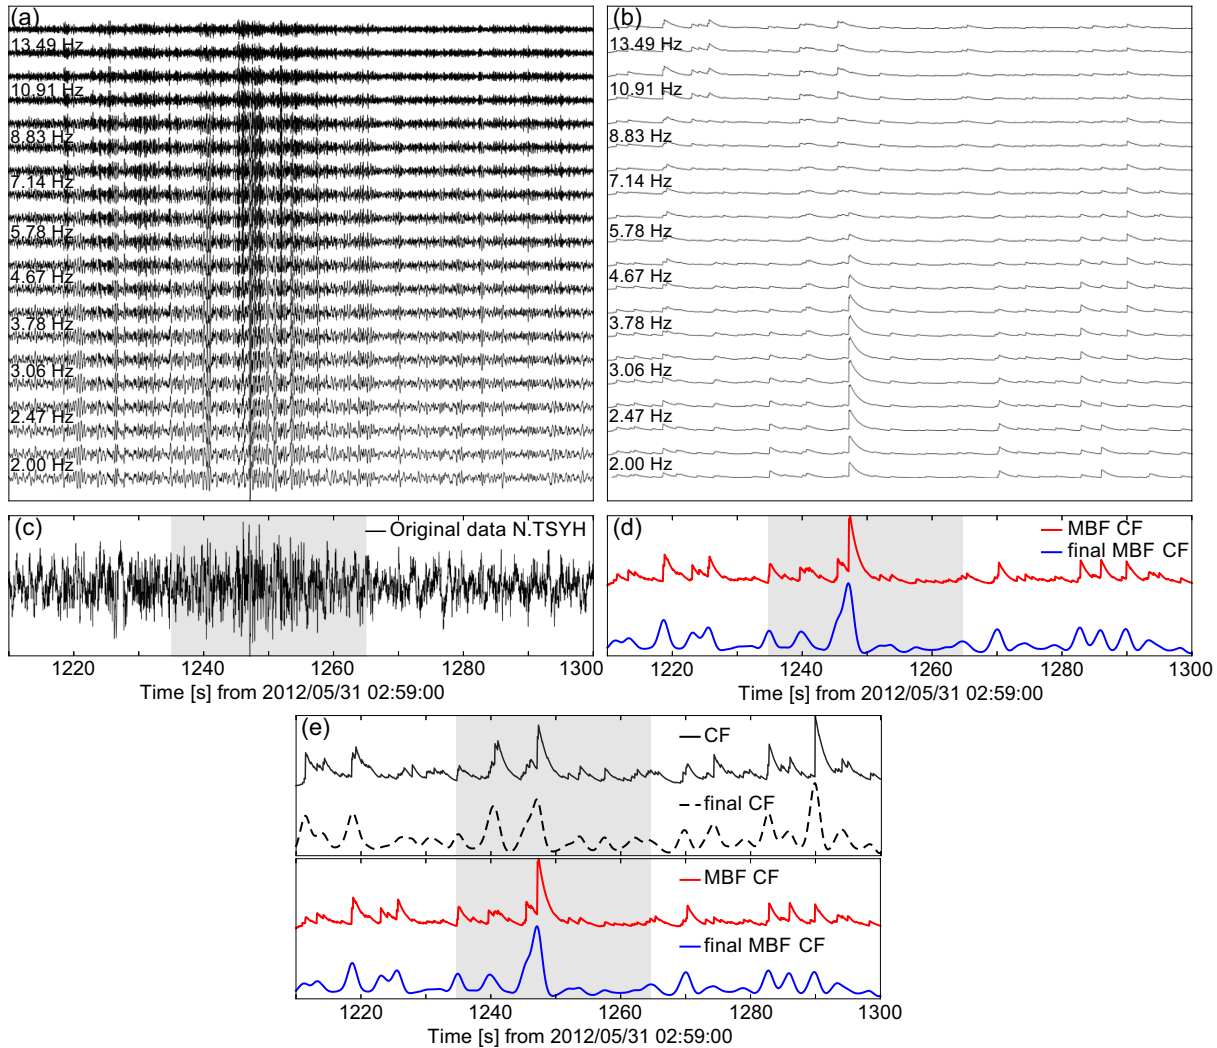 (a)
13.49 Hz
10.91 Hz
8.83 Hz
7.14 Hz
5.78 Hz
4.67 Hz
3.78 Hz
3.06 Hz
2.47 Hz
2.00 Hz
(b)
13.49 Hz
10.91 Hz
8.83 Hz
7.14 Hz
5.78 Hz
4.67 Hz
3.78 Hz
3.06 Hz
2.47 Hz
2.00 Hz
(c)
Original data N.TSYH
1220 1240 1260 1280 1300
Time [s] from 2012/05/31 02:59:00
(d)
MBF CF
final MBF CF
1220 1240 1260 1280 1300
Time [s] from 2012/05/31 02:59:00
(e)
CF
final CF
MBF CF
final MBF CF
1220 1240 1260 1280 1300
Time [s] from 2012/05/31 02:59:00